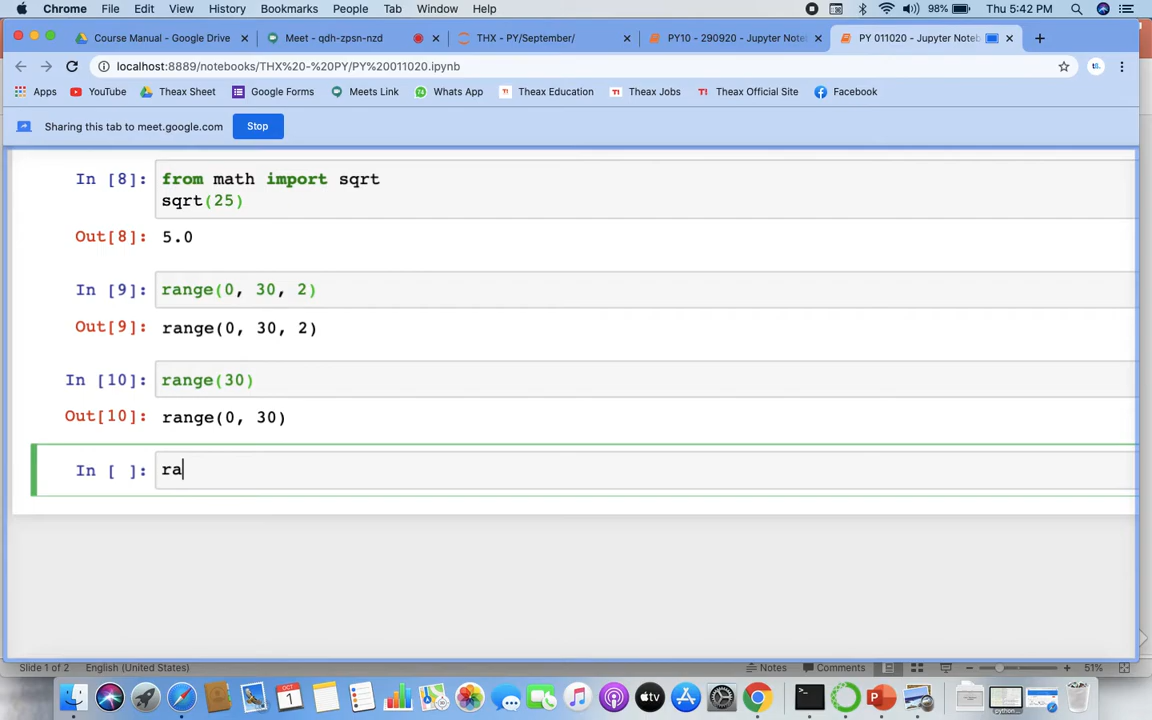 Chrome File Edit View History Bookmarks People Tab Window Help 98% Thu 5:42 PM
Course Manual - Google Drive Meet - qdh-zpsn-nzd THX - PY/September/ PY10 - 290920 - Jupyter Note PY 011020 - Jupyter Noteb
localhost:8889/notebooks/THX%20-%20PY/PY%20011020.ipynb
Apps YouTube Theax Sheet Google Forms Meets Link Whats App Theax Education Theax Jobs Theax Official Site Facebook
Sharing this tab to meet.google.com Stop
In [8]: from math import sqrt
sqrt(25)
Out[8]: 5.0
In [9]: range(0, 30, 2)
Out[9]: range(0, 30, 2)
In [10]: range(30)
Out[10]: range(0, 30)
In [ ]: ra
Slide 1 of 2 English (United States) Notes Comments 51%